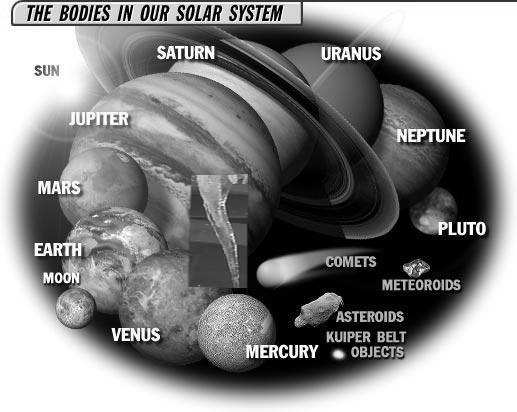 THE BODIES IN OUR SOLAR SYSTEM
SATURN
URANUS
SUN
JUPITER
NEPTUNE
MARS
PLUTO
EARTH
COMETS
MOON
METEOROIDS
ASTEROIDS
VENUS
KUIPER BELT
OBJECTS
MERCURY